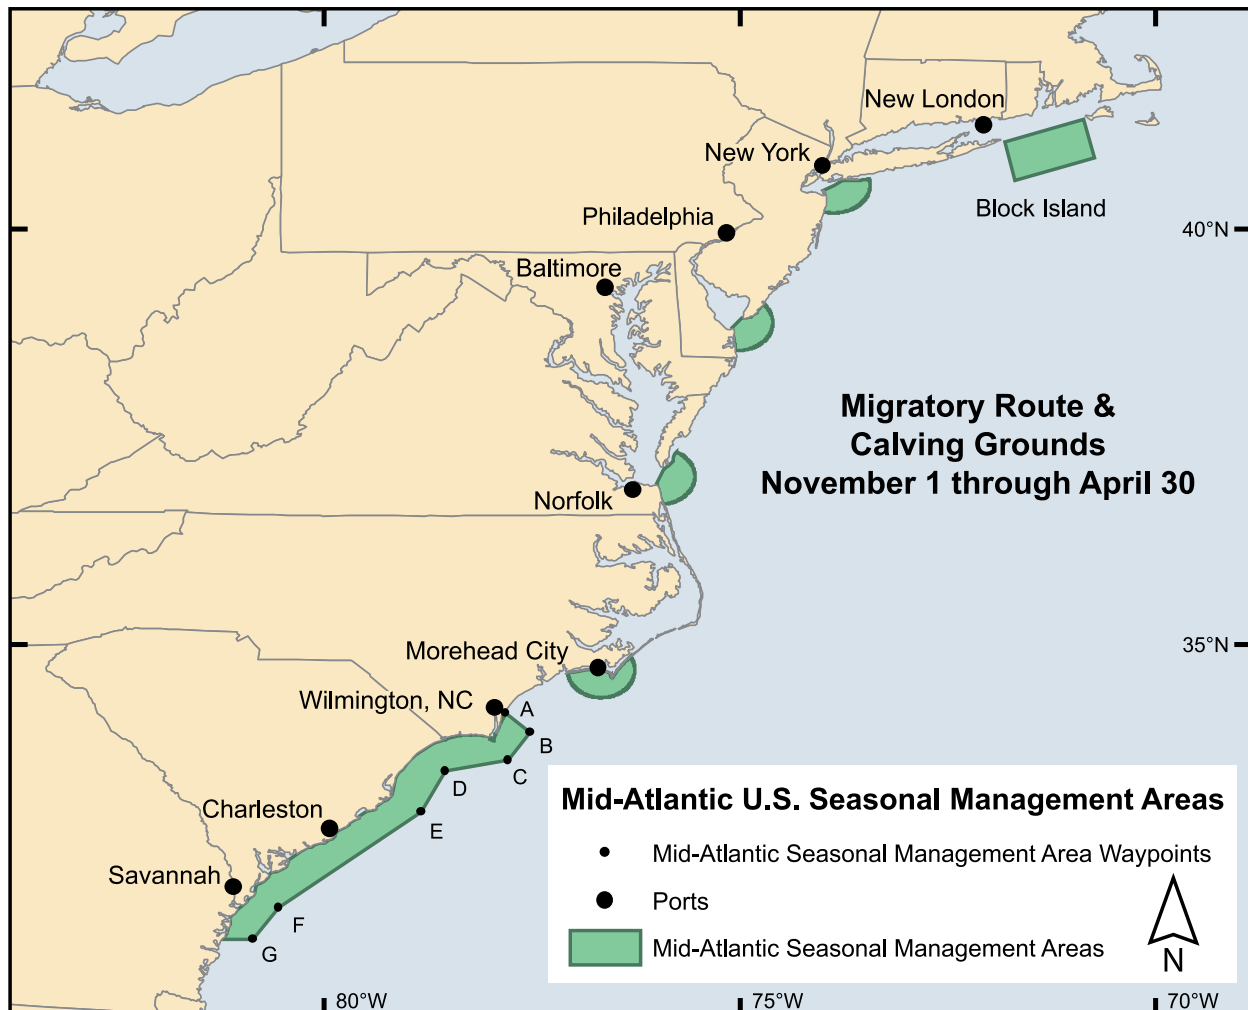 New London
New York
Block Island
Philadelphia
40°N
Baltimore
Migratory Route &
Calving Grounds
November 1 through April 30
Norfolk
35°N
Morehead City
Wilmington, NC
A
B
C
D
E
Charleston
Savannah
F
G
Mid-Atlantic U.S. Seasonal Management Areas
Mid-Atlantic Seasonal Management Area Waypoints
Ports
Mid-Atlantic Seasonal Management Areas
N
80°W
75°W
70°W